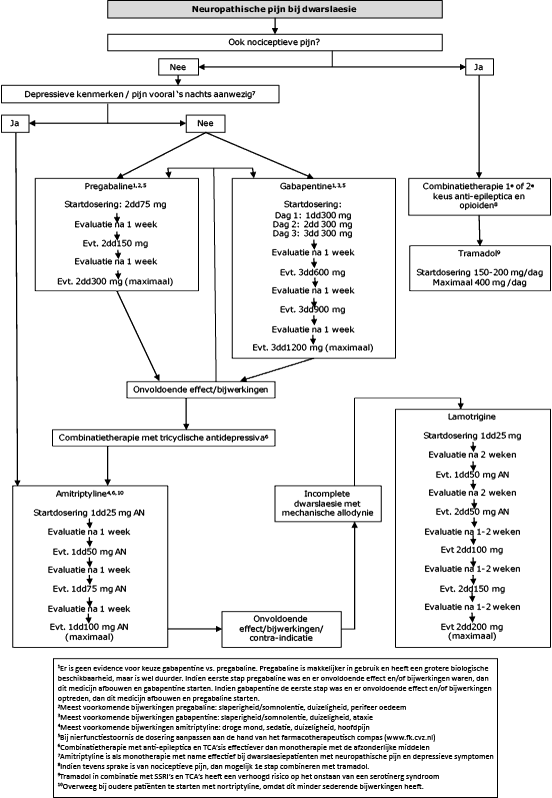 Neuropathische pijn bij dwarslaesie
Ook nociceptieve pijn?
Nee
Ja
Depressieve kenmerken / pijn vooral 's nachts aanwezig⁷
Ja
Nee
Pregabaline¹,²,⁵
Startdosering: 2dd75 mg
Evaluatie na 1 week
Evt. 2dd150 mg
Evaluatie na 1 week
Evt. 2dd300 mg (maximaal)
Gabapentine¹,³,⁵
Startdosering:
Dag 1: 1dd300 mg
Dag 2: 2dd 300 mg
Dag 3: 3dd 300 mg
Evaluatie na 1 week
Evt. 3dd600 mg
Evaluatie na 1 week
Evt. 3dd900 mg
Evaluatie na 1 week
Evt. 3dd1200 mg (maximaal)
Combinatietherapie 1ᵉ of 2ᵉ
keus anti-epileptica en
opioiden⁸
Tramadol⁹
Startdosering 150-200 mg/dag
Maximaal 400 mg /dag
Onvoldoende effect/bijwerkingen
Combinatietherapie met tricyclische antidepressiva⁶
Amitriptyline⁴,⁶,¹⁰
Startdosering 1dd25 mg AN
Evaluatie na 1 week
Evt. 1dd50 mg AN
Evaluatie na 1 week
Evt. 1dd75 mg AN
Evaluatie na 1 week
Evt. 1dd100 mg AN
(maximaal)
Onvoldoende
effect/bijwerkingen/
contra-indicatie
Incomplete
dwarslaesie met
mechanische allodynie
Lamotrigine
Startdosering 1dd25 mg
Evaluatie na 2 weken
Evt. 1dd50 mg AN
Evaluatie na 2 weken
Evt. 2dd50 mg AN
Evaluatie na 1-2 weken
Evt 2dd100 mg
Evaluatie na 1-2 weken
Evt. 2dd150 mg
Evaluatie na 1-2 weken
Evt 2dd200 mg
(maximaal)
¹Er is geen evidence voor keuze gabapentine vs. pregabaline. Pregabaline is makkelijker in gebruik en heeft een grotere biologische
beschikbaarheid, maar is wel duurder. Indien eerste stap pregabaline was en er onvoldoend effect en/of bijwerkingen waren, dan
dit medicijn afbouwen en gabapentine starten. Indien gabapentine de eerste stap was en er onvoldoend effect en/of bijwerkingen
optreden, dan dit medicijn afbouwen en pregabaline starten.
²Meest voorkomende bijwerkingen pregabaline: slaperigheid/somnolentie, duizeligheid, perifeer oedeem
³Meest voorkomende bijwerkingen gabapentine: slaperigheid/somnolentie, duizeligheid, ataxie
⁴Meest voorkomende bijwerkingen amitriptyline: droge mond, sedatie, duizeligheid, hoofdpijn
⁵Bij nierfunctiestoornis de dosering aanpassen aan de hand van het farmacotherapeutisch compas (www.fk.cvz.nl)
⁶Combinatietherapie met anti-epileptica en TCA'sis effectiever dan monotherapie met de afzonderlijke middelen
⁷Amitriptyline is als monotherapie met name effectief bij dwarslaesiepatiënten met neuropathische pijn en depressieve symptomen
⁸Indien tevens sprake is van nociceptieve pijn, dan mogelijk 1e stap combineren met tramadol.
⁹Tramadol in combinatie met SSRI's en TCA's heeft een verhoogd risico op het onstaan van een serotinerg syndroom
¹⁰Overweeg bij oudere patiënten te starten met nortriptyline, omdat dit minder sederende bijwerkingen heeft.